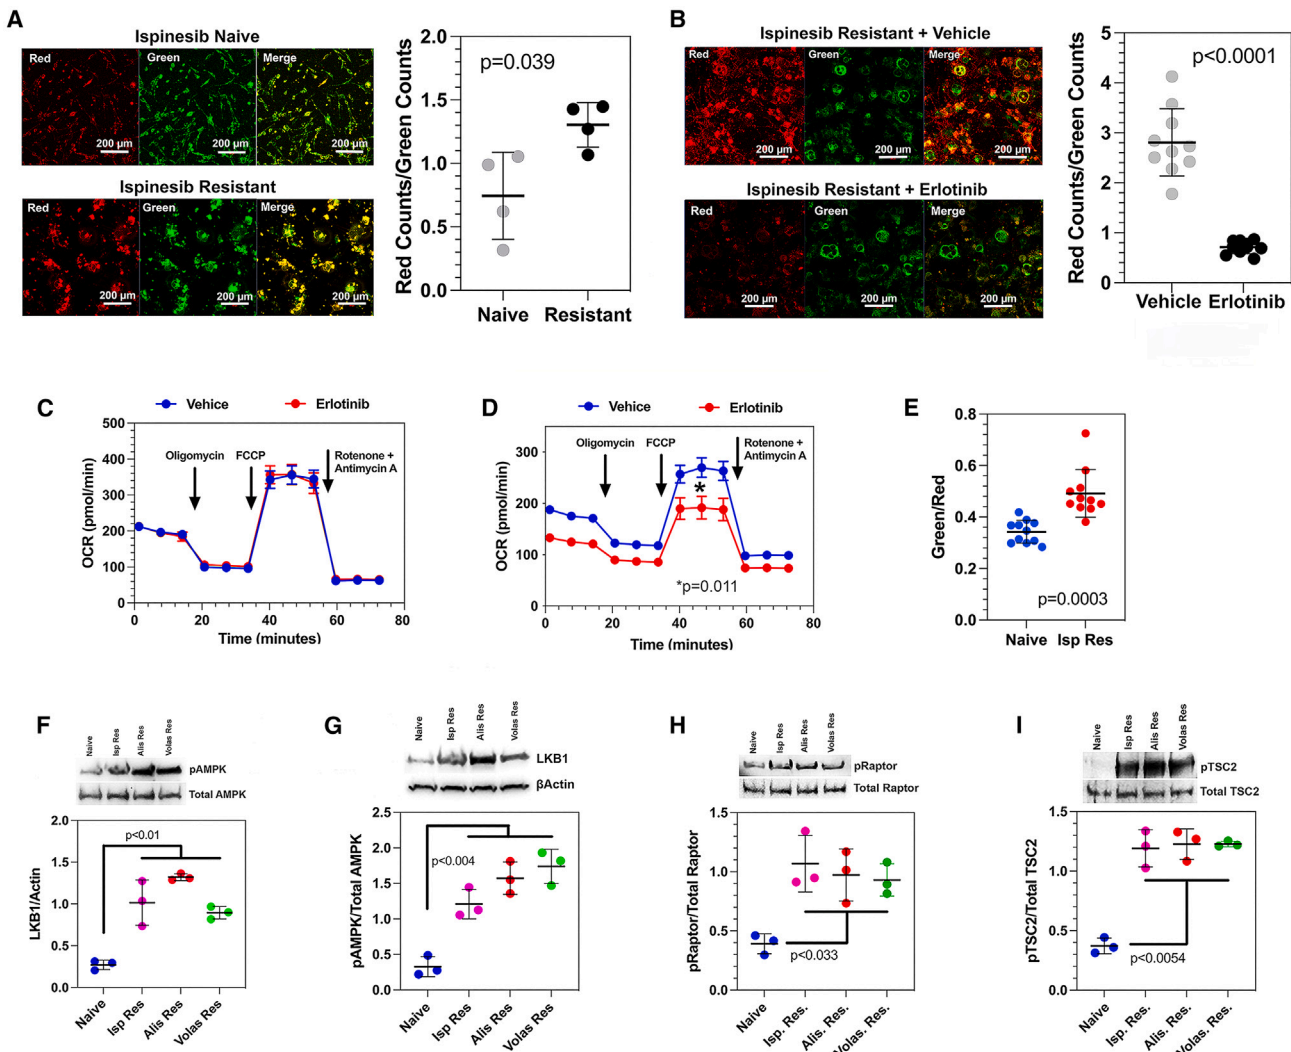 A
Ispinesib Naive
Red
Green
Merge
200 µm
200 µm
200 µm
Ispinesib Resistant
Red
Green
Merge
200 µm
200 µm
200 µm
Red Counts/Green Counts
2.0
1.5
1.0
0.5
0.0
p=0.039
Naive
Resistant
B
Ispinesib Resistant + Vehicle
Red
Green
Merge
200 µm
200 µm
200 µm
Ispinesib Resistant + Erlotinib
Red
Green
Merge
200 µm
200 µm
200 µm
Red Counts/Green Counts
5
4
3
2
1
0
p<0.0001
Vehicle
Erlotinib
C
Vehice
Erlotinib
OCR (pmol/min)
500
400
300
200
100
0
Oligomycin
FCCP
Rotenone +
Antimycin A
0
20
40
60
80
Time (minutes)
D
Vehicle
Erlotinib
OCR (pmol/min)
300
200
100
0
Oligomycin
FCCP
Rotenone +
Antimycin A
*
*p=0.011
0
20
40
60
80
Time (minutes)
E
Green/Red
0.8
0.6
0.4
0.2
0.0
p=0.0003
Naive
Isp Res
F
Naive
Isp Res
Alis Res
Volas Res
pAMPK
Total AMPK
LKB1/Actin
2.0
1.5
1.0
0.5
0.0
p<0.01
Naive
Isp Res
Alis Res
Volas Res
G
Naive
Isp Res
Alis Res
Volas Res
LKB1
βActin
pAMPK/Total AMPK
2.5
2.0
1.5
1.0
0.5
0.0
p<0.004
Naive
Isp Res
Alis Res
Volas Res
H
Naive
Isp Res
Alis Res
Volas Res
pRaptor
Total Raptor
pRaptor/Total Raptor
1.5
1.0
0.5
0.0
p<0.033
Naive
Isp. Res.
Alis. Res.
Volas. Res.
I
Naive
Isp Res
Alis Res
Volas Res
pTSC2
Total TSC2
pTSC2/Total TSC2
1.5
1.0
0.5
0.0
p<0.0054
Naive
Isp. Res.
Alis. Res.
Volas. Res.